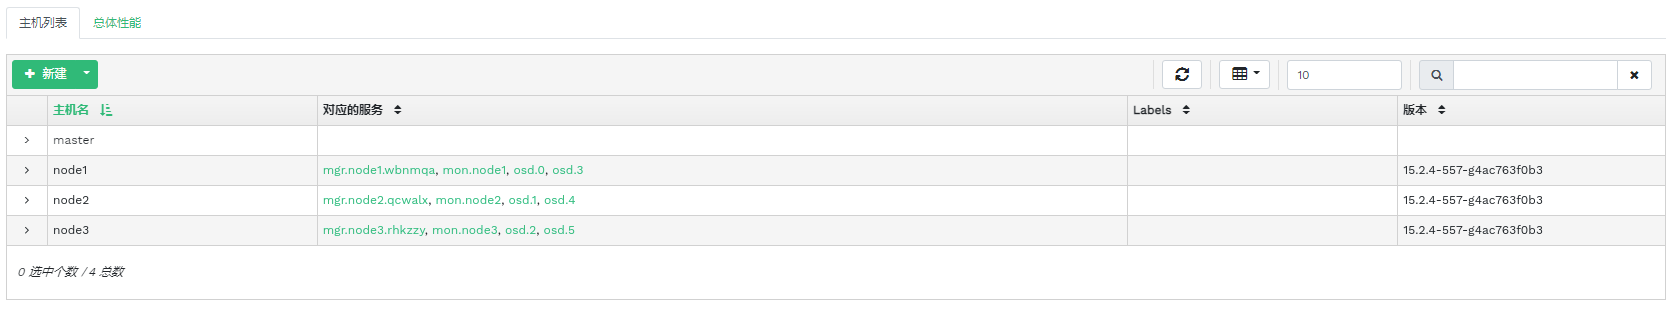 主机列表 总体性能
新建 10
主机名 对应的服务 Labels 版本
master
node1 mgr.node1.wbnmqa, mon.node1, osd.0, osd.3 15.2.4-557-g4ac763f0b3
node2 mgr.node2.qcwalx, mon.node2, osd.1, osd.4 15.2.4-557-g4ac763f0b3
node3 mgr.node3.rhkzzy, mon.node3, osd.2, osd.5 15.2.4-557-g4ac763f0b3
0 选中个数 / 4 总数